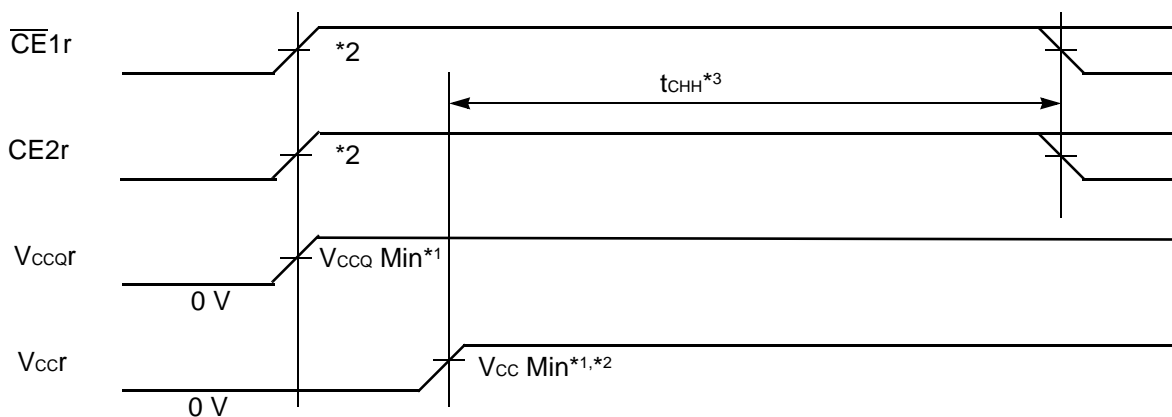 CE1r
*2
tCHH*3
CE2r
*2
VCCQr
VCCQ Min*1
0 V
VCCr
VCC Min*1,*2
0 V